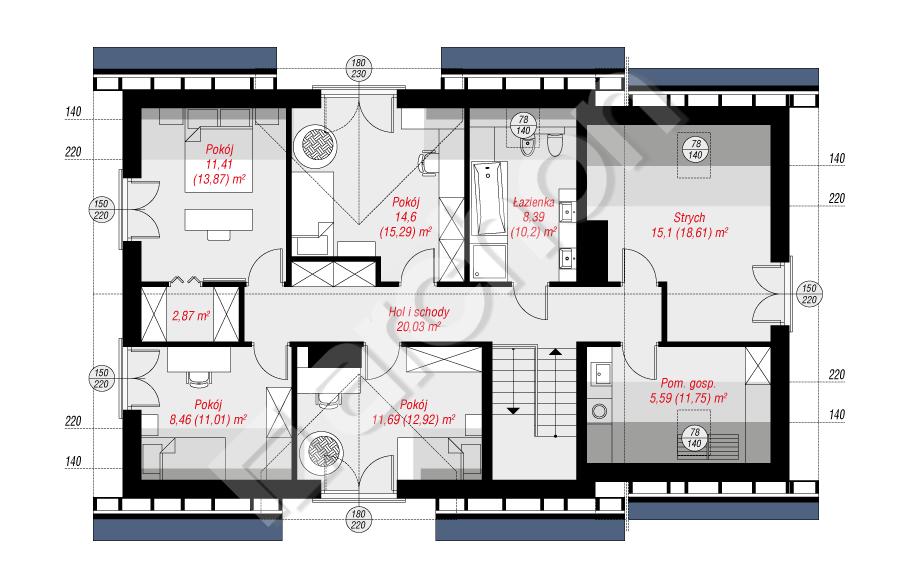 180
230
140
220
150
220
Pokój
11,41
(13,87) m²
Pokój
14,6
(15,29) m²
78
140
Łazienka
8,39
(10,2) m²
78
140
Strych
15,1 (18,61) m²
140
220
2,87 m²
Hol i schody
20,03 m²
150
220
150
220
Pokój
8,46 (11,01) m²
Pokój
11,69 (12,92) m²
Pom. gosp.
5,59 (11,75) m²
78
140
220
140
220
140
180
220
archon